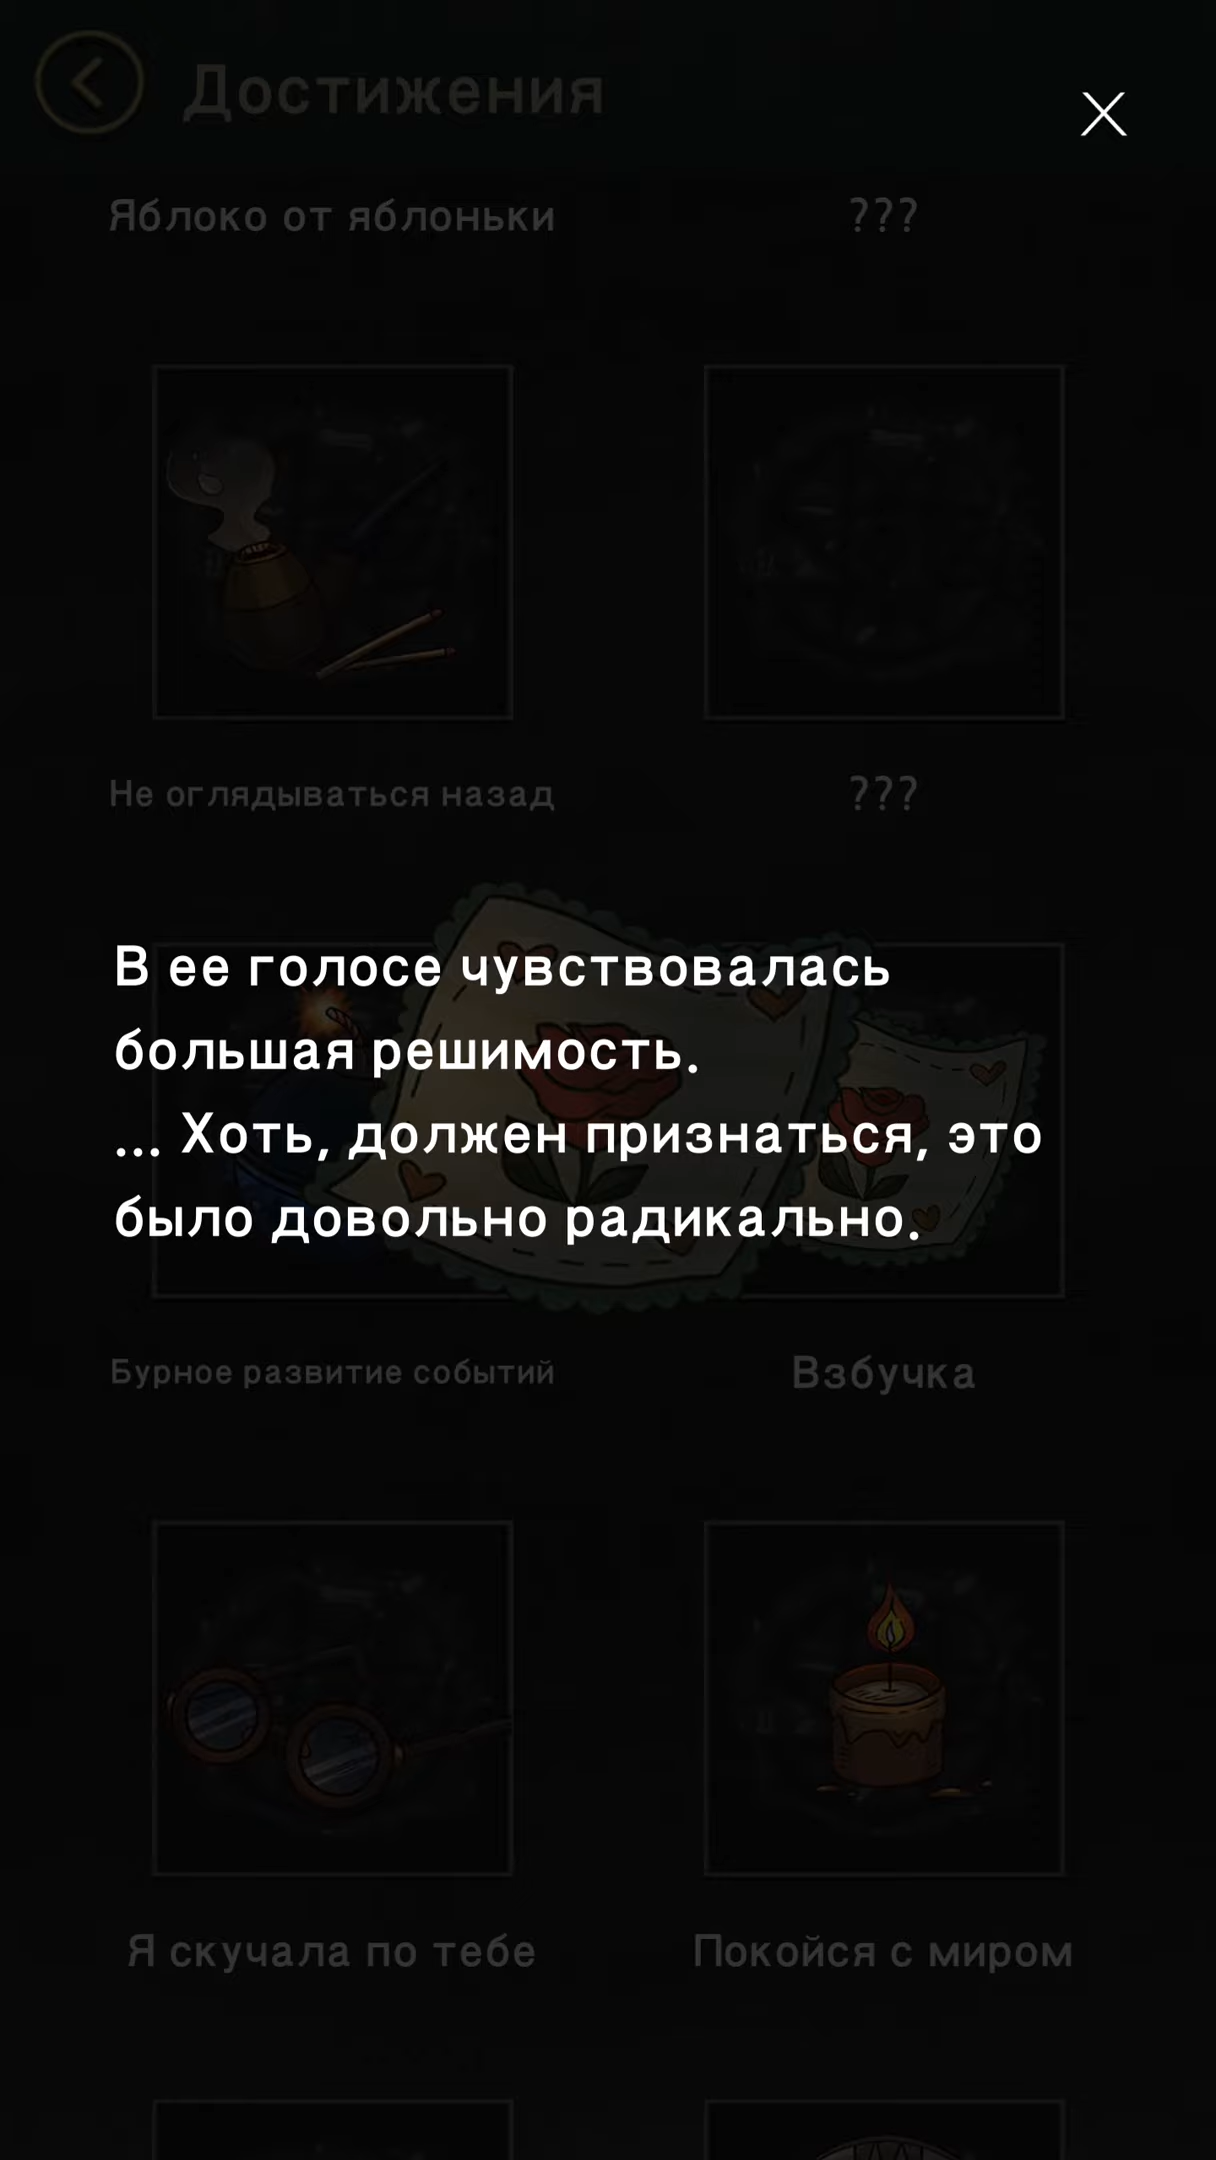 Достижения
Яблоко от яблоньки
???
Не оглядываться назад
???
В ее голосе чувствовалась
большая решимость.
... Хоть, должен признаться, это
было довольно радикально.
Бурное развитие событий
Взбучка
Я скучала по тебе
Покойся с миром